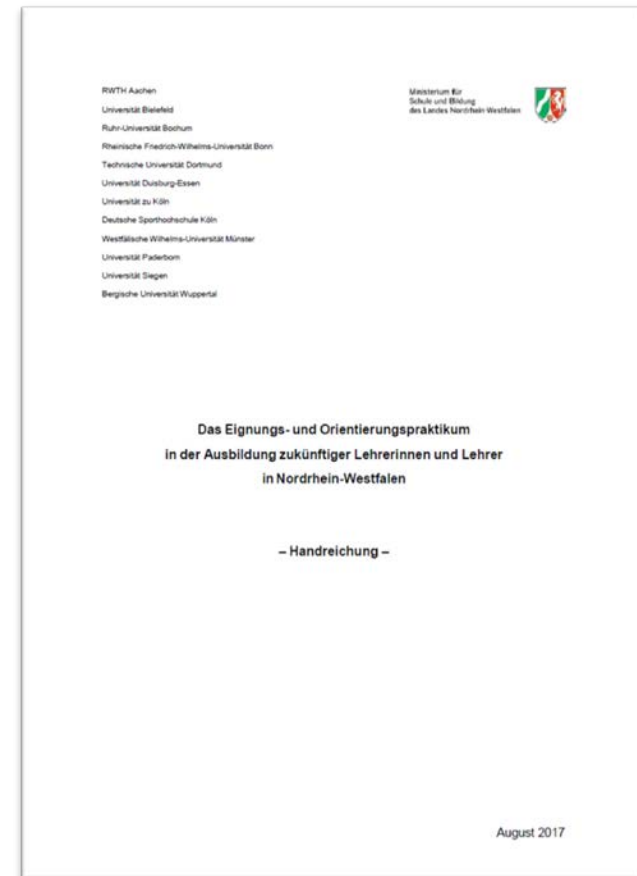 RWTH Aachen
Universität Bielefeld
Ruhr-Universität Bochum
Rheinische Friedrich-Wilhelms-Universität Bonn
Technische Universität Dortmund
Universität Duisburg-Essen
Universität zu Köln
Deutsche Sporthochschule Köln
Westfälische Wilhelms-Universität Münster
Universität Paderborn
Universität Siegen
Bergische Universität Wuppertal
Ministerium für
Schule und Bildung
des Landes Nordrhein-Westfalen
Das Eignungs- und Orientierungspraktikum
in der Ausbildung zukünftiger Lehrerinnen und Lehrer
in Nordrhein-Westfalen
– Handreichung –
August 2017